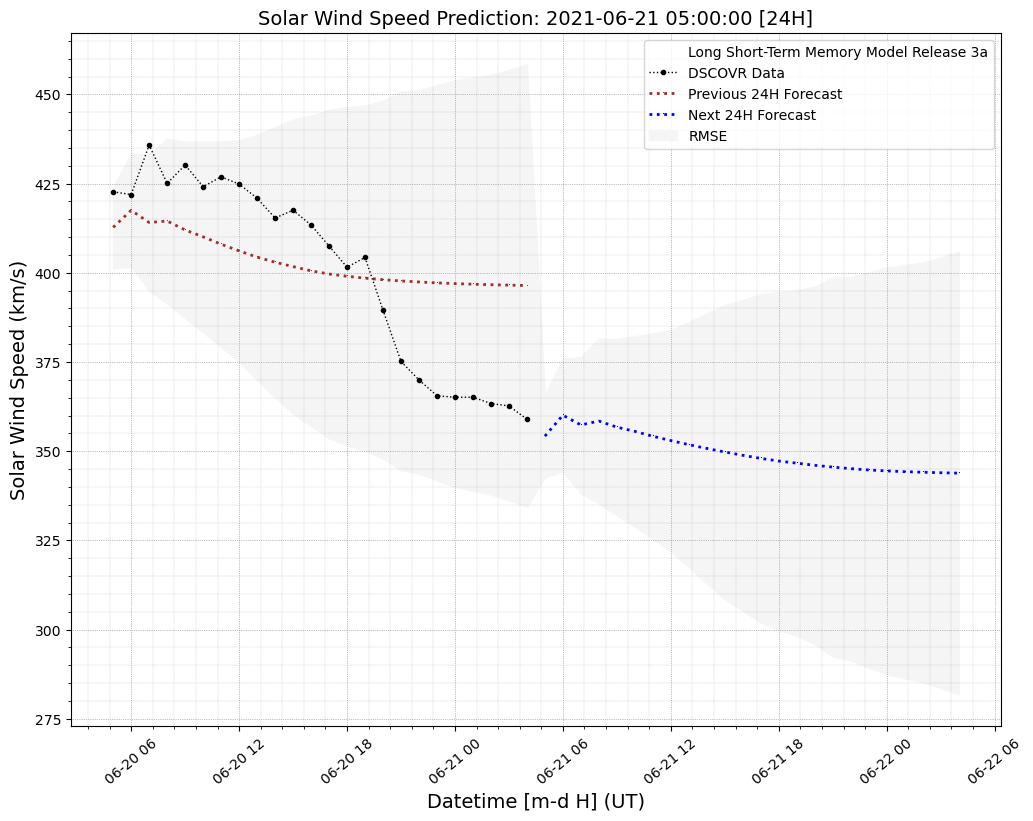 Solar Wind Speed Prediction: 2021-06-21 05:00:00 [24H]
Long Short-Term Memory Model Release 3a
DSCOVR Data
Previous 24H Forecast
Next 24H Forecast
RMSE
Solar Wind Speed (km/s)
450
425
400
375
350
325
300
275
06-20 06
06-20 12
06-20 18
06-21 00
06-21 06
06-21 12
06-21 18
06-22 00
06-22 06
Datetime [m-d H] (UT)